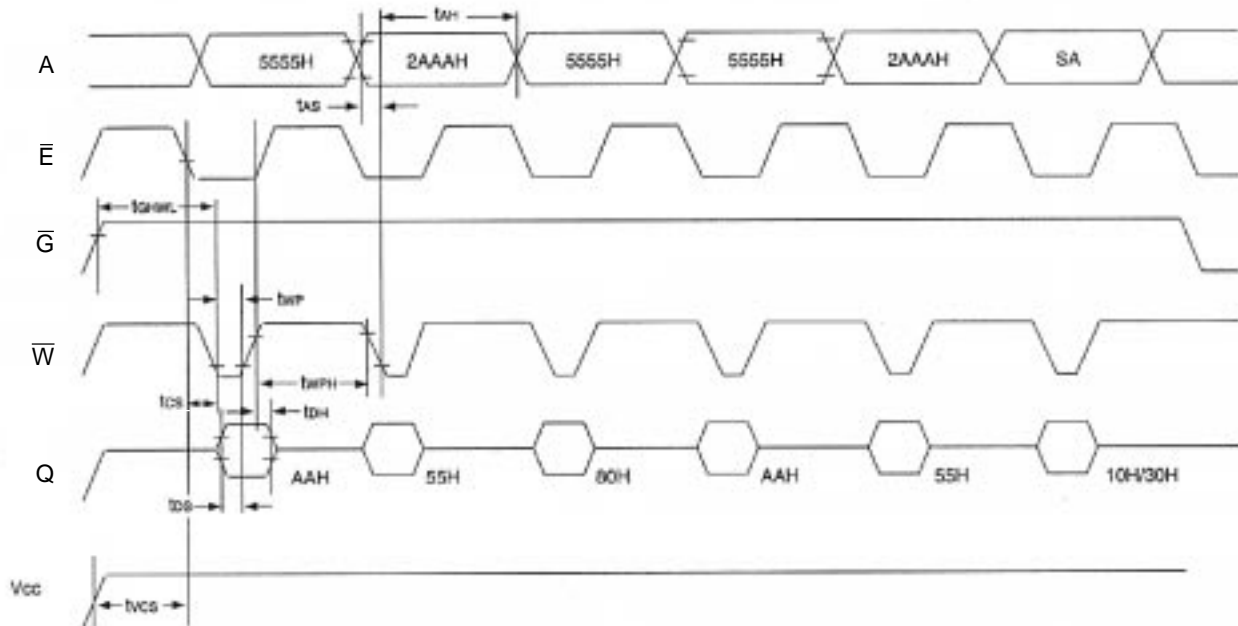 tAH
A 5555H 2AAAH 5555H 5555H 2AAAH SA
tAS
E
tGHWL
G
tWP
W
tWPH
tCS
tDH
Q AAH 55H 80H AAH 55H 10H/30H
tDS
Vcc
tVCS